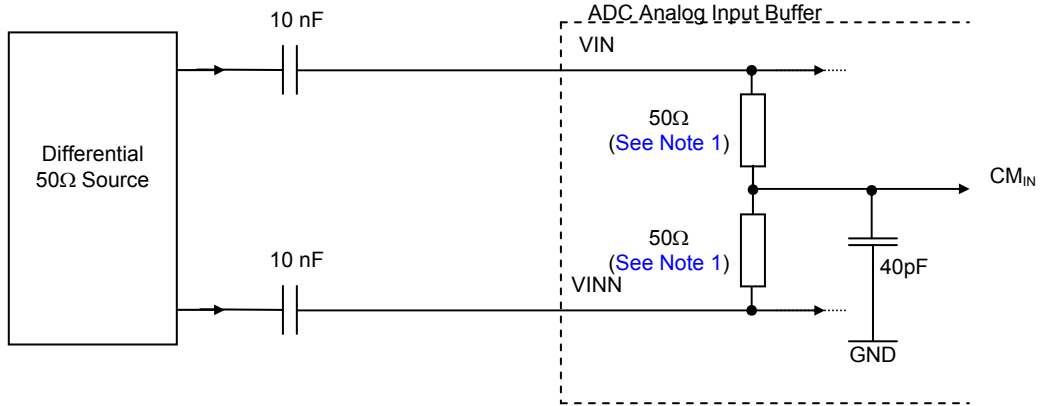 10 nF
ADC Analog Input Buffer
VIN
50Ω
(See Note 1)
Differential
50Ω Source
CM_IN
50Ω
(See Note 1)
10 nF
VINN
40pF
GND